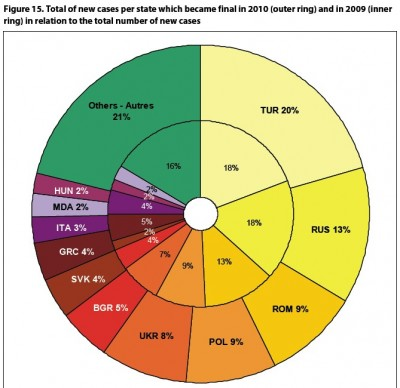 Figure 15. Total of new cases per state which became final in 2010 (outer ring) and in 2009 (inner
ring) in relation to the total number of new cases
Others - Autres
21%
TUR 20%
RUS 13%
ROM 9%
POL 9%
UKR 8%
BGR 5%
SVK 4%
GRC 4%
ITA 3%
MDA 2%
HUN 2%
16%
18%
18%
13%
9%
7%
4%
2%
5%
4%
2%
2%